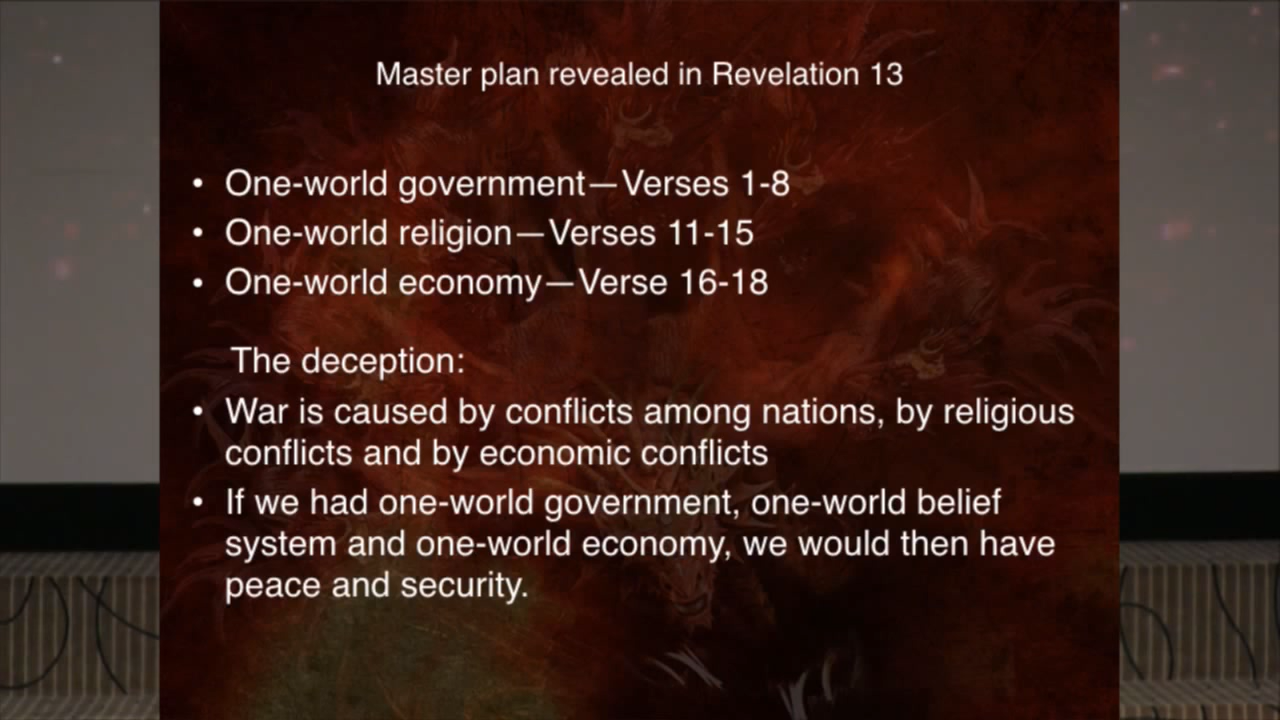 Master plan revealed in Revelation 13
• One-world government—Verses 1-8
• One-world religion—Verses 11-15
• One-world economy—Verse 16-18
The deception:
• War is caused by conflicts among nations, by religious
conflicts and by economic conflicts
• If we had one-world government, one-world belief
system and one-world economy, we would then have
peace and security.